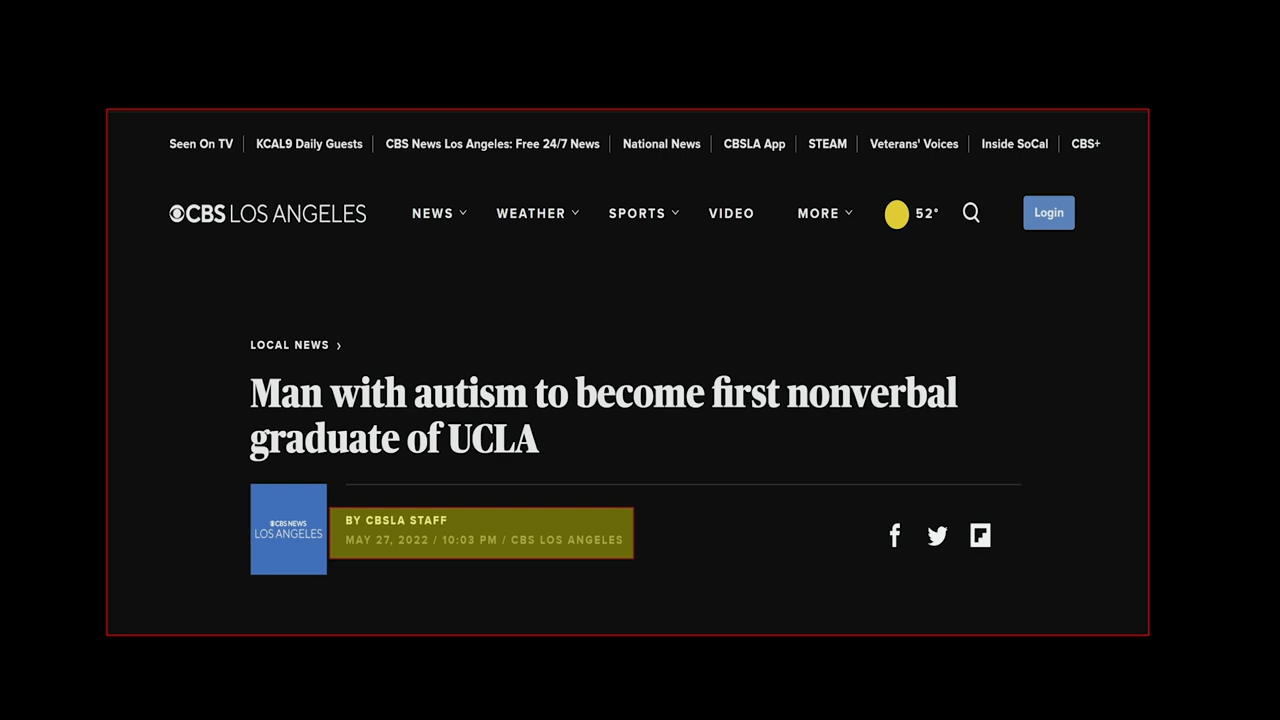 Seen On TV KCAL9 Daily Guests CBS News Los Angeles: Free 24/7 News National News CBSLA App STEAM Veterans' Voices Inside SoCal CBS+
CBS LOS ANGELES NEWS WEATHER SPORTS VIDEO MORE 52° Login
LOCAL NEWS ›
Man with autism to become first nonverbal
graduate of UCLA
CBS NEWS
LOS ANGELES
BY CBSLA STAFF
MAY 27, 2022 / 10:03 PM / CBS LOS ANGELES